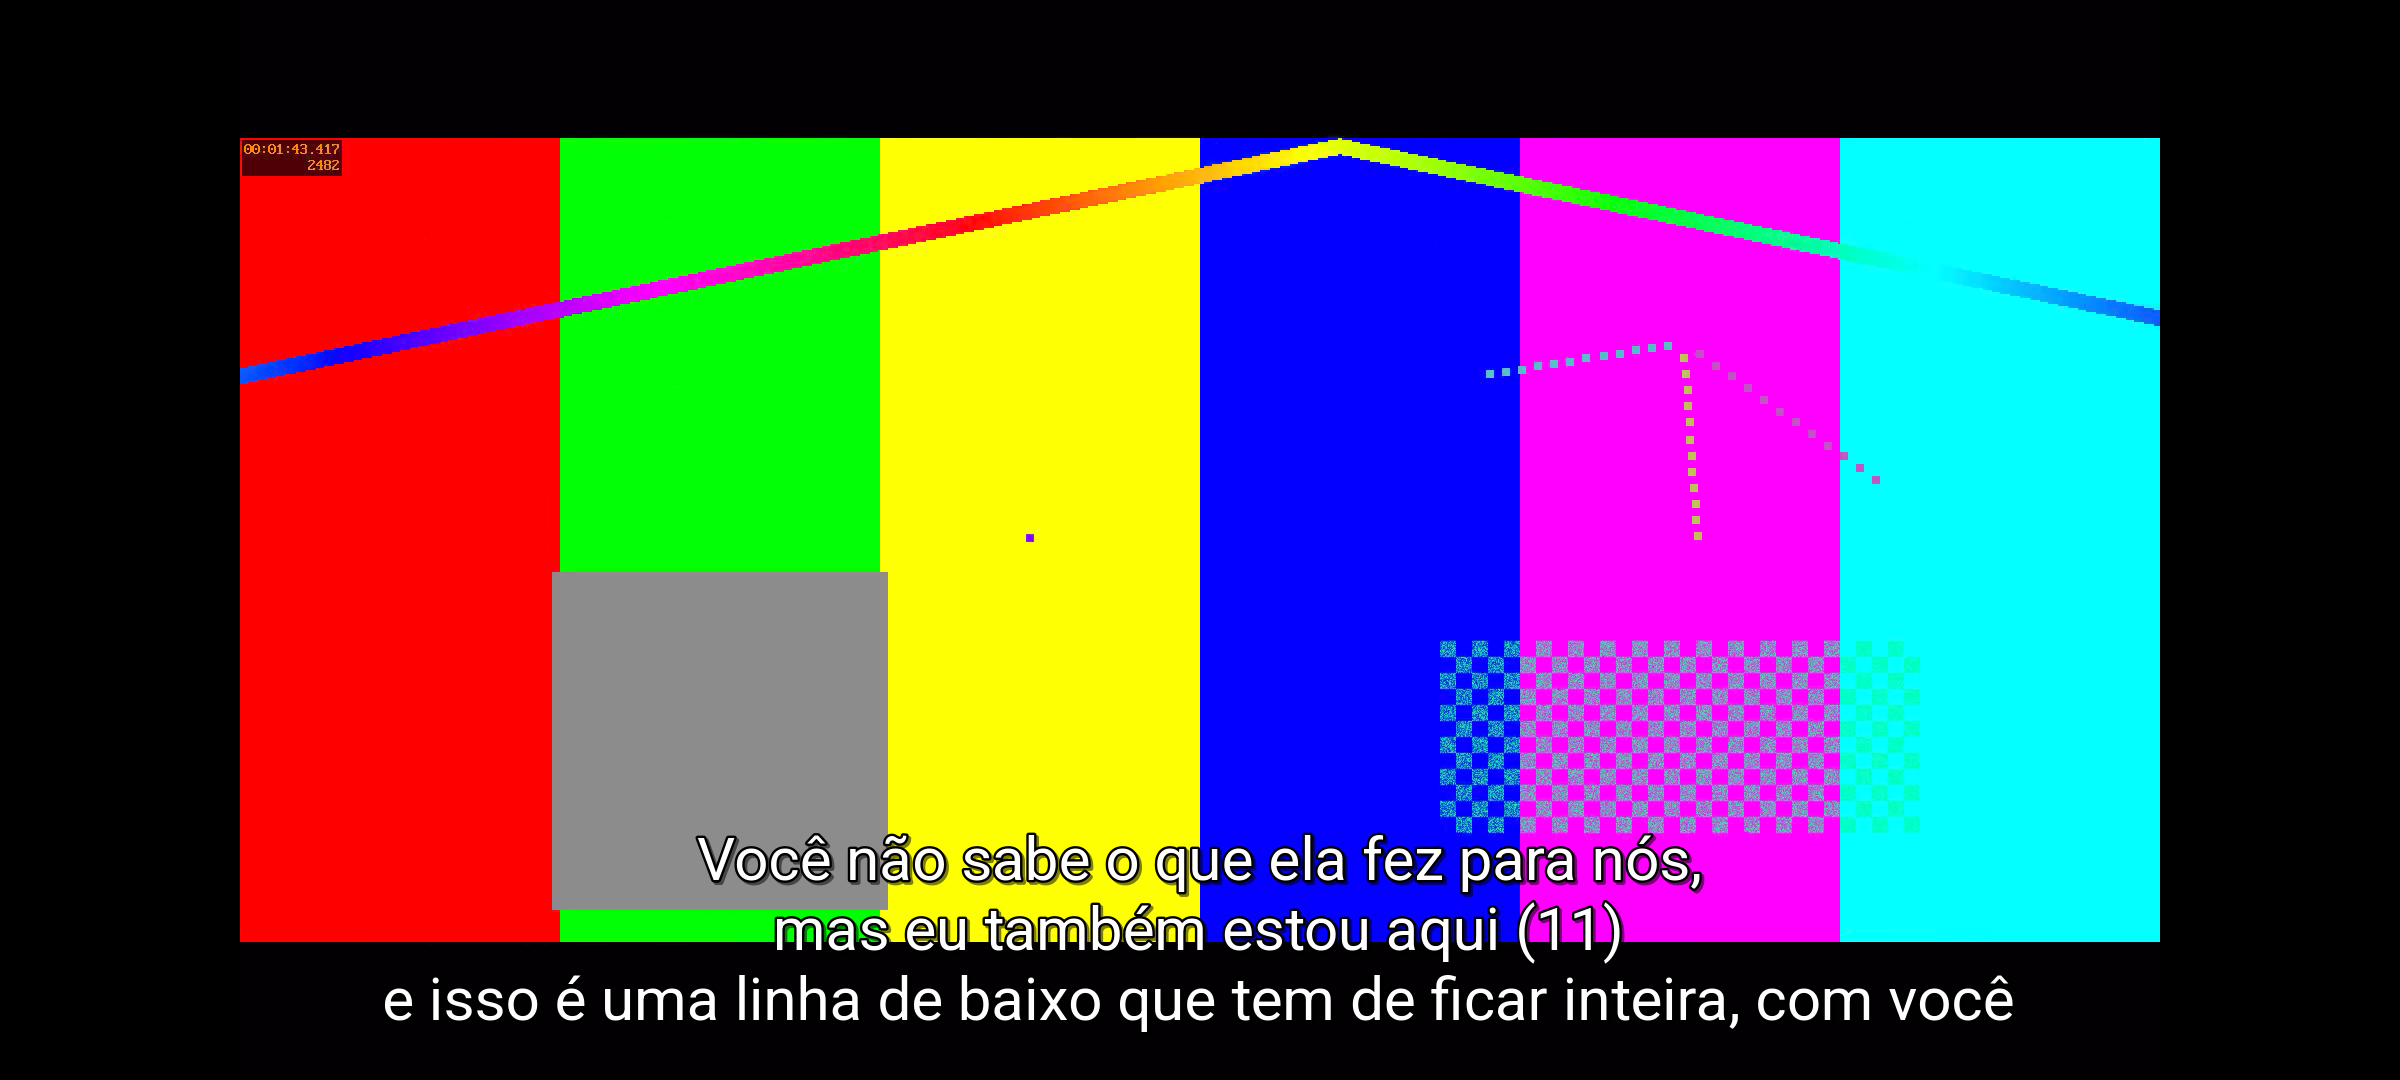 00:01:43.417
2482
Você não sabe o que ela fez para nós,
mas eu também estou aqui (11)
e isso é uma linha de baixo que tem de ficar inteira, com você